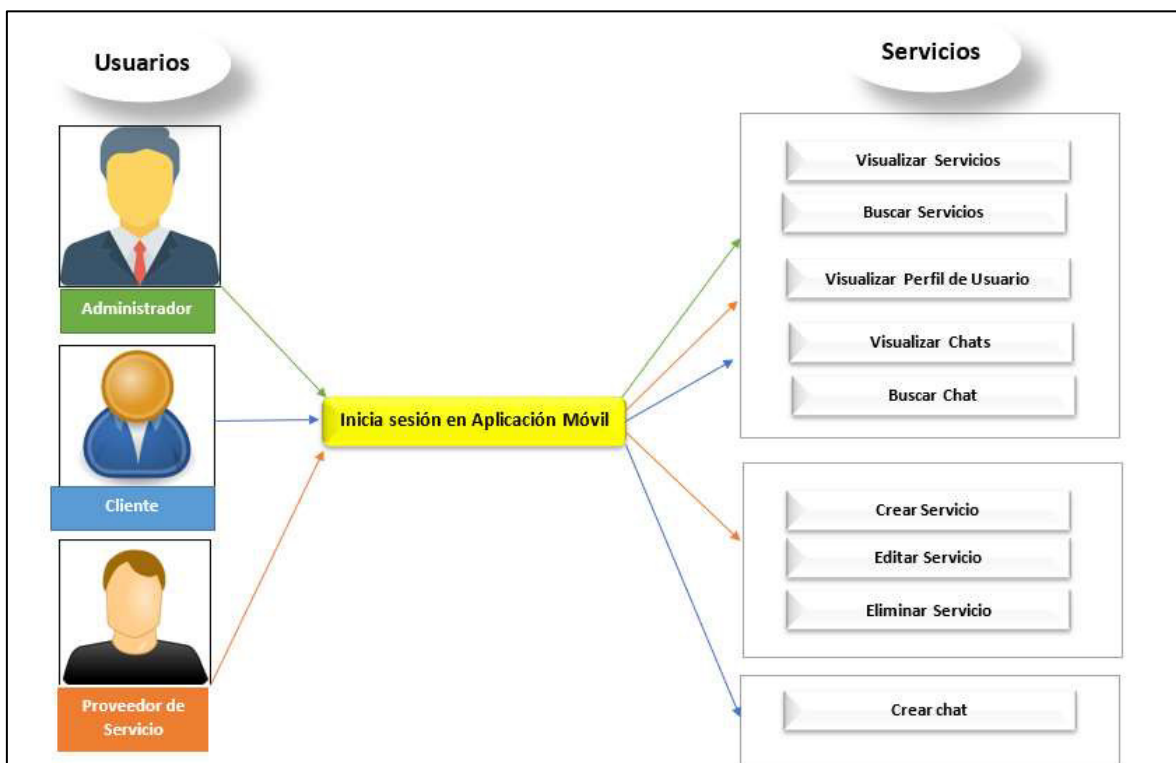 Usuarios
Servicios
Administrador
Cliente
Proveedor de
Servicio
Inicia sesión en Aplicación Móvil
Visualizar Servicios
Buscar Servicios
Visualizar Perfil de Usuario
Visualizar Chats
Buscar Chat
Crear Servicio
Editar Servicio
Eliminar Servicio
Crear chat